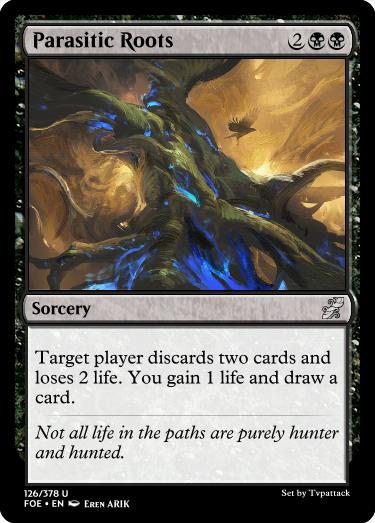 Parasitic Roots 2
Sorcery
Target player discards two cards and
loses 2 life. You gain 1 life and draw a
card.
Not all life in the paths are purely hunter
and hunted.
126/378 U
FOE • EN Eren ARIK
Set by Tvpattack